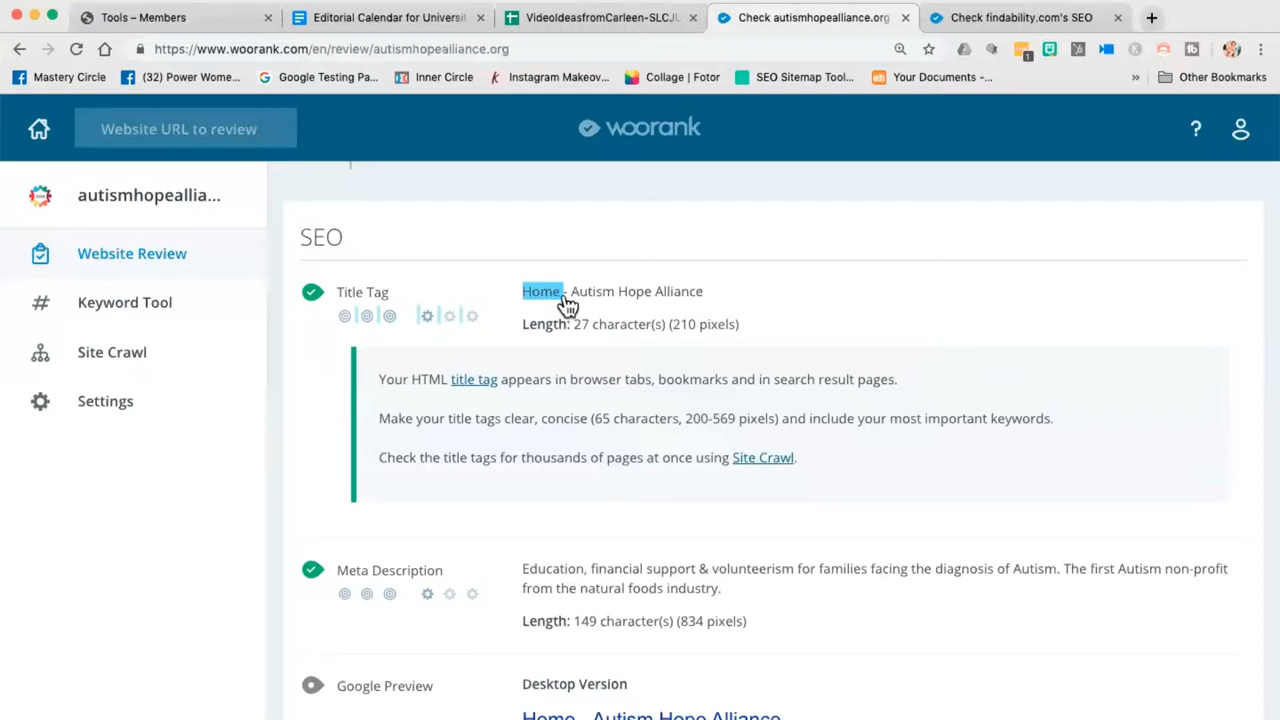 Tools – Members
Editorial Calendar for Universit
VideoIdeasfromCarleen-SLCJU
Check autismhopealliance.org
Check findability.com's SEO
https://www.woorank.com/en/review/autismhopealliance.org
1
Mastery Circle
(32) Power Wome...
Google Testing Pa...
Inner Circle
Instagram Makeov...
Collage | Fotor
SEO Sitemap Tool...
Your Documents -...
»
Other Bookmarks
Website URL to review
woorank
?
autismhopeallia...
Website Review
Keyword Tool
Site Crawl
Settings
SEO
Title Tag
Home - Autism Hope Alliance
Length: 27 character(s) (210 pixels)
Your HTML title tag appears in browser tabs, bookmarks and in search result pages.
Make your title tags clear, concise (65 characters, 200-569 pixels) and include your most important keywords.
Check the title tags for thousands of pages at once using Site Crawl.
Meta Description
Education, financial support & volunteerism for families facing the diagnosis of Autism. The first Autism non-profit
from the natural foods industry.
Length: 149 character(s) (834 pixels)
Google Preview
Desktop Version
Home - Autism Hope Alliance